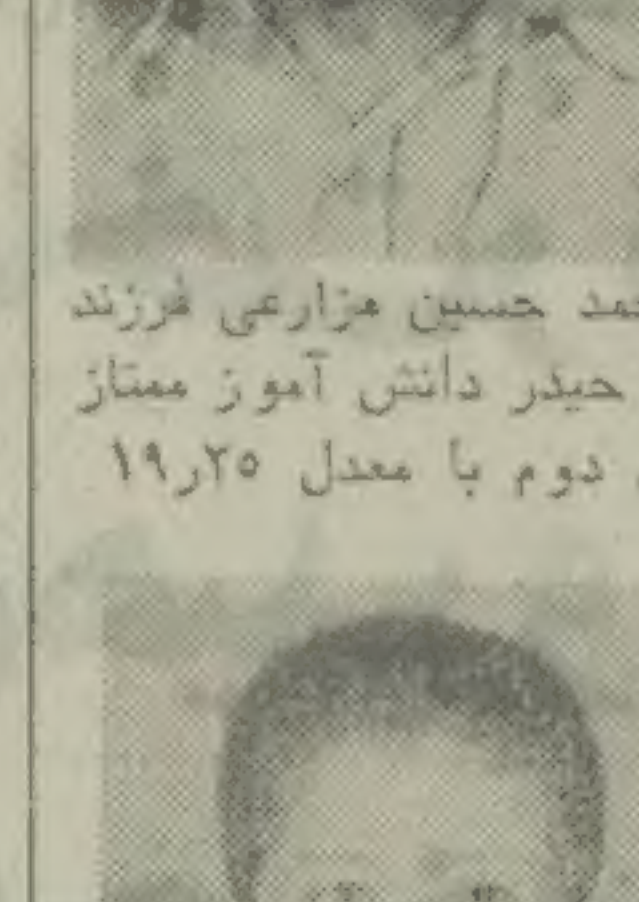 حسین مزارعی فرزند
حیدر دانش آموز ممتاز
دوم با معدل ۱۹٫۲۵